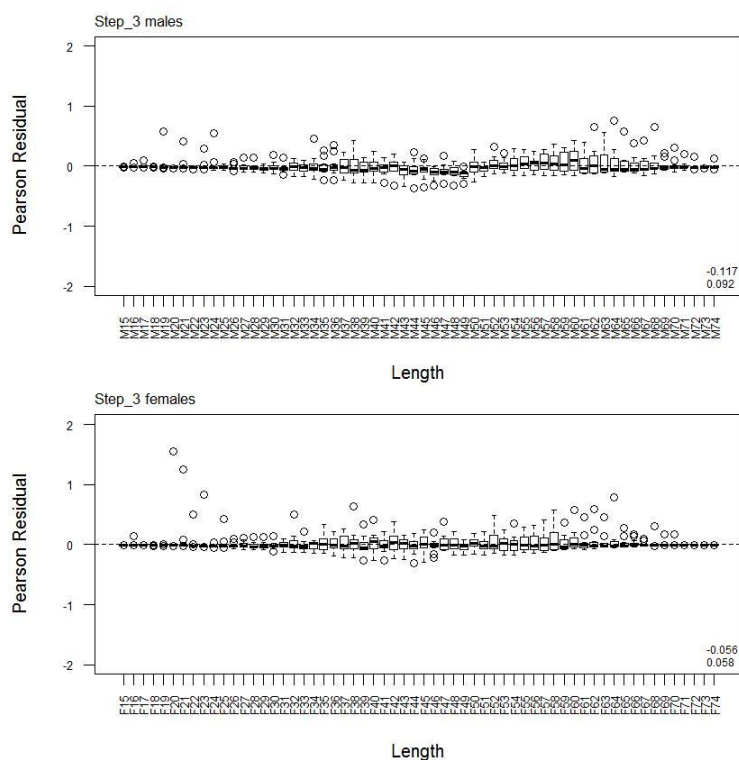 Step_3 males
2
1
0
-1
-2
Pearson Residual
-0.117
0.092
M15 M16 M17 M18 M19 M20 M21 M22 M23 M24 M25 M26 M27 M28 M29 M30 M31 M32 M33 M34 M35 M36 M37 M38 M39 M40 M41 M42 M43 M44 M45 M46 M47 M48 M49 M50 M51 M52 M53 M54 M55 M56 M57 M58 M59 M60 M61 M62 M63 M64 M65 M66 M67 M68 M69 M70 M71 M72 M73 M74
Length
Step_3 females
2
1
0
-1
-2
Pearson Residual
-0.056
0.058
F15 F16 F17 F18 F19 F20 F21 F22 F23 F24 F25 F26 F27 F28 F29 F30 F31 F32 F33 F34 F35 F36 F37 F38 F39 F40 F41 F42 F43 F44 F45 F46 F47 F48 F49 F50 F51 F52 F53 F54 F55 F56 F57 F58 F59 F60 F61 F62 F63 F64 F65 F66 F67 F68 F69 F70 F71 F72 F73 F74
Length